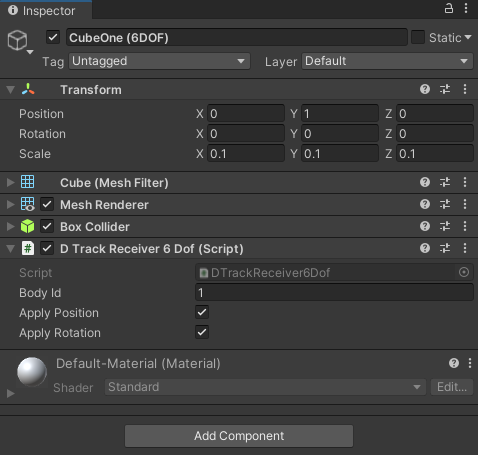 Inspector
CubeOne (6DOF) Static
Tag Untagged Layer Default
Transform
Position X 0 Y 1 Z 0
Rotation X 0 Y 0 Z 0
Scale X 0.1 Y 0.1 Z 0.1
Cube (Mesh Filter)
Mesh Renderer
Box Collider
# D Track Receiver 6 Dof (Script)
Script # DTrackReceiver6Dof
Body Id 1
Apply Position
Apply Rotation
Default-Material (Material)
Shader Standard Edit...
Add Component